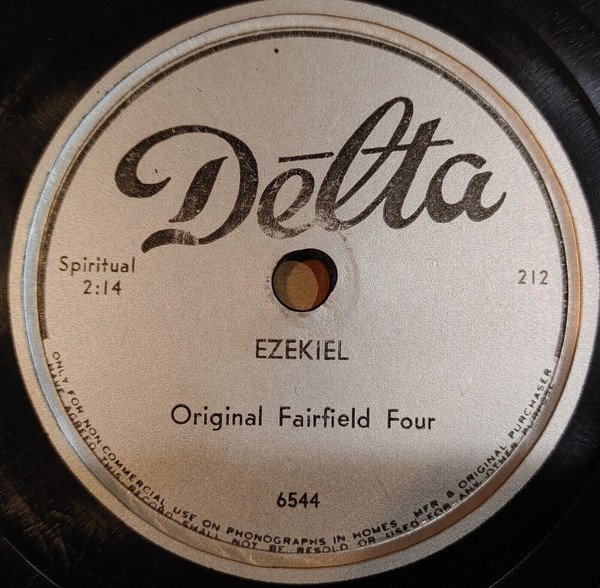 Delta
Spiritual
2:14
212
EZEKIEL
Original Fairfield Four
6544
ONLY FOR NON COMMERCIAL USE ON PHONOGRAPHS IN HOMES MFR & ORIGINAL PURCHASER
HAVE AGREED THIS RECORD SHALL NOT BE RESOLD OR USED FOR ANY OTHER PURPOSE